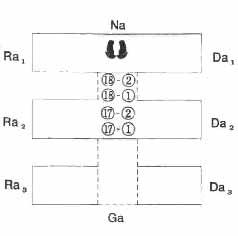 Na
Ra₁ Da₁
⑱-②
⑱-①
Ra₂ ⑰-② Da₂
⑰-①
Ra₃ Da₃
Ga